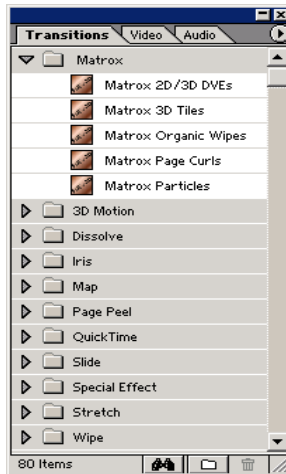 Transitions Video Audio
Matrox
Matrox 2D/3D DVEs
Matrox 3D Tiles
Matrox Organic Wipes
Matrox Page Curls
Matrox Particles
3D Motion
Dissolve
Iris
Map
Page Peel
QuickTime
Slide
Special Effect
Stretch
Wipe
80 Items